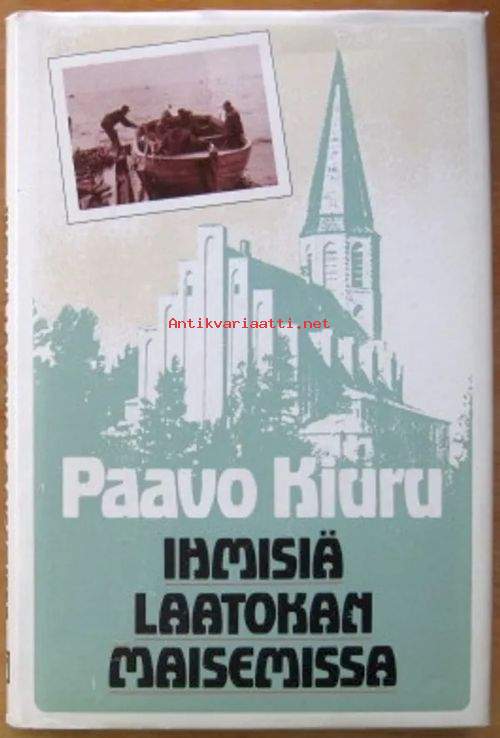 Antikvariaatti.net
Paavo Kiuru
IHMISIÄ
LAATOKAN
MAISEMISSA